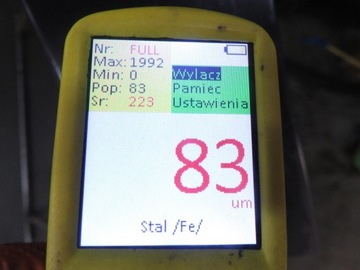 Nr: FULL
Max: 1992
Min: 0
Pop: 83
Sr: 223
Wylacz
Pamiec
Ustawienia
83
um
Stal /Fe/